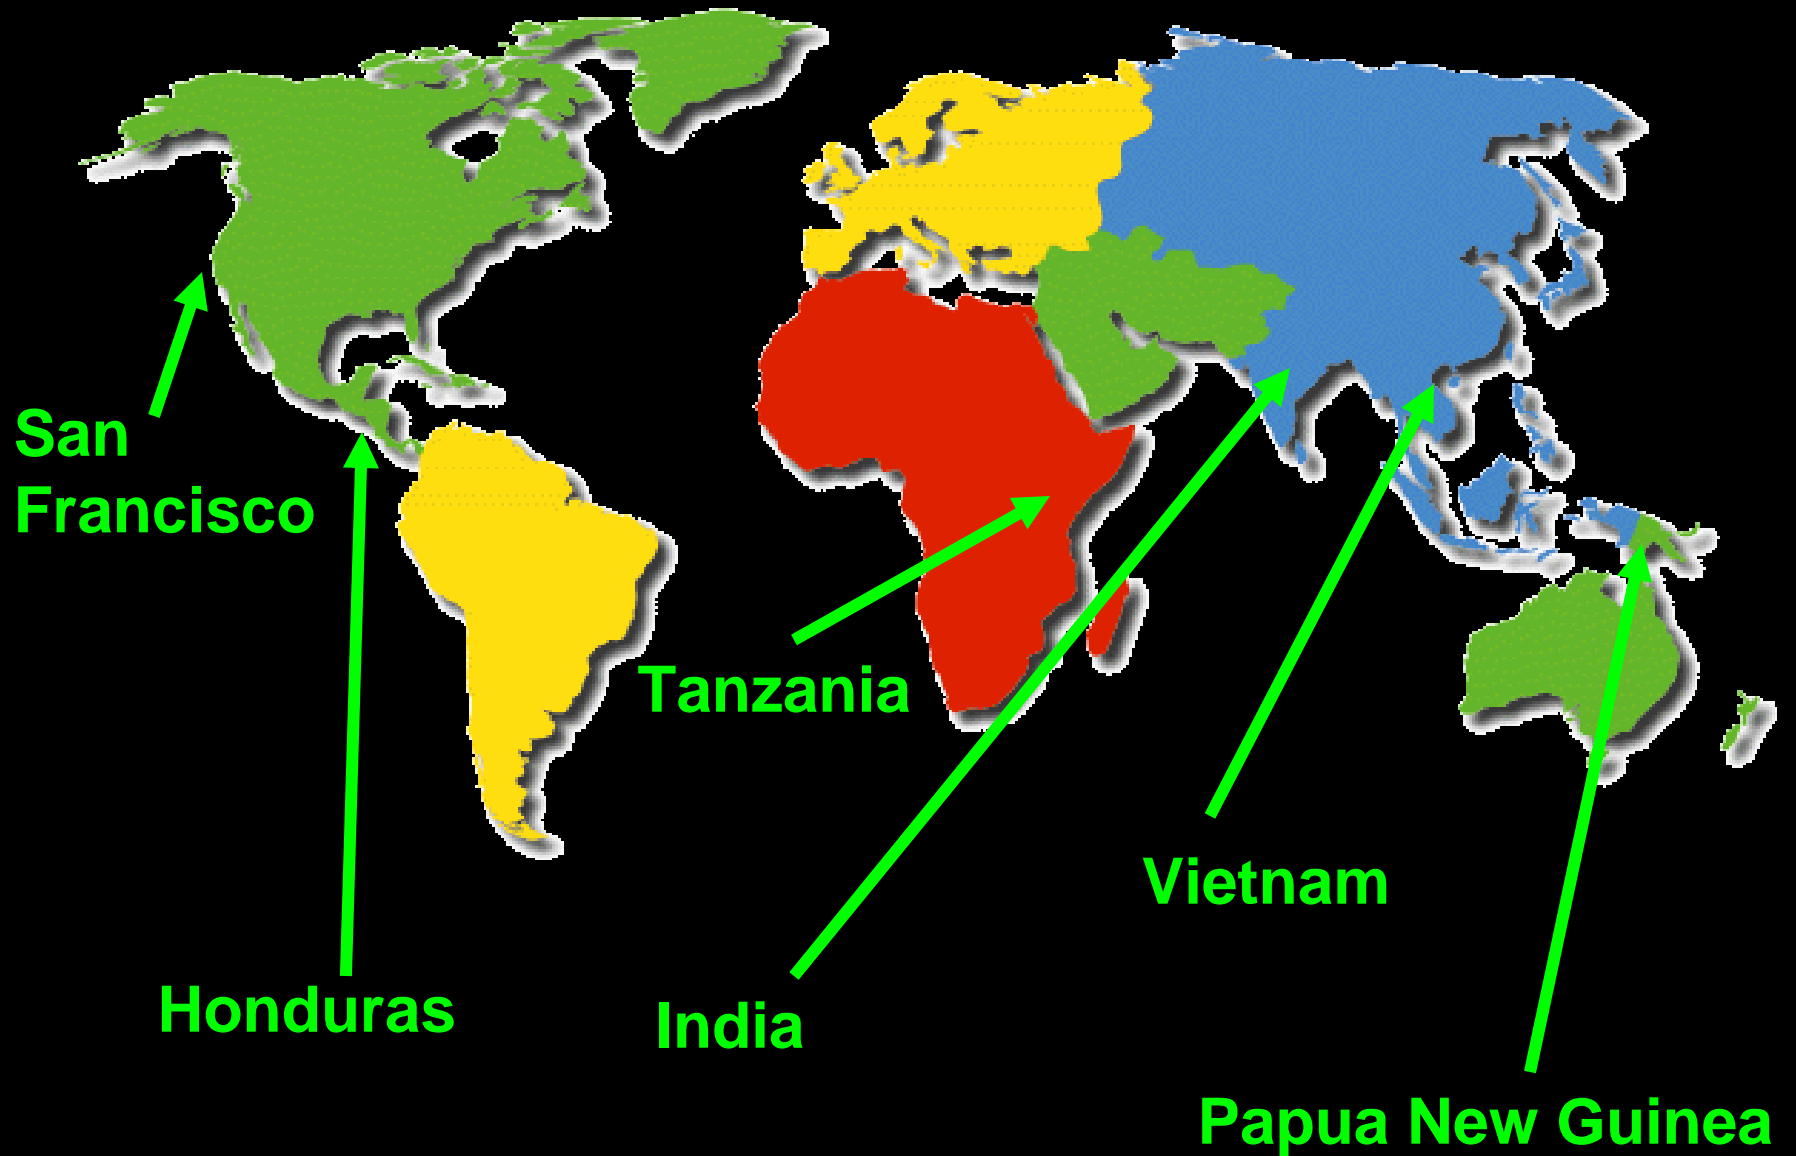 San
Francisco
Tanzania
Vietnam
Honduras
India
Papua New Guinea